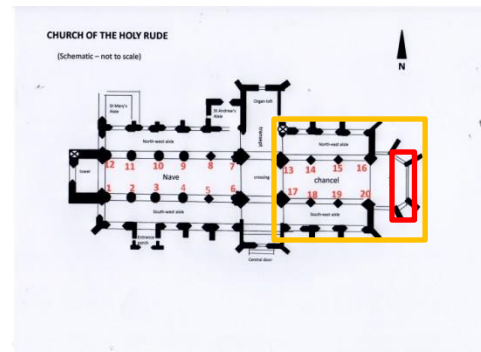 CHURCH OF THE HOLY RUDE
(Schematic – not to scale)
N
St Mary's
Aisle
St Andrew's
Aisle
Organ loft
transept
North-west aisle
North-east aisle
12 11 10 9 8 7
13 14 15 16
tower
Nave
crossing
chancel
1 2 3 4 5 6
17 18 19 20
South-west aisle
South-east aisle
Entrance
porch
Central door